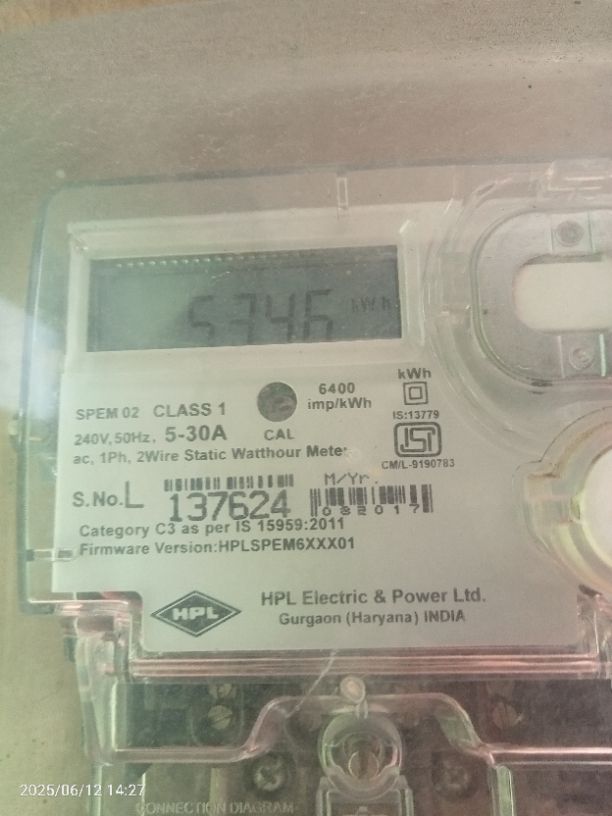 5346 kWh
SPEM 02 CLASS 1
240V, 50Hz, 5-30A
CAL
6400
imp/kWh
kWh
IS:13779
ISI
CM/L-9190783
ac, 1Ph, 2Wire Static Watthour Meter
S.No.L 137624
M/Yr.
082017
Category C3 as per IS 15959:2011
Firmware Version:HPLSPEM6XXX01
HPL
HPL Electric & Power Ltd.
Gurgaon (Haryana) INDIA
2025/06/12 14:27
CONNECTION DIAGRAM